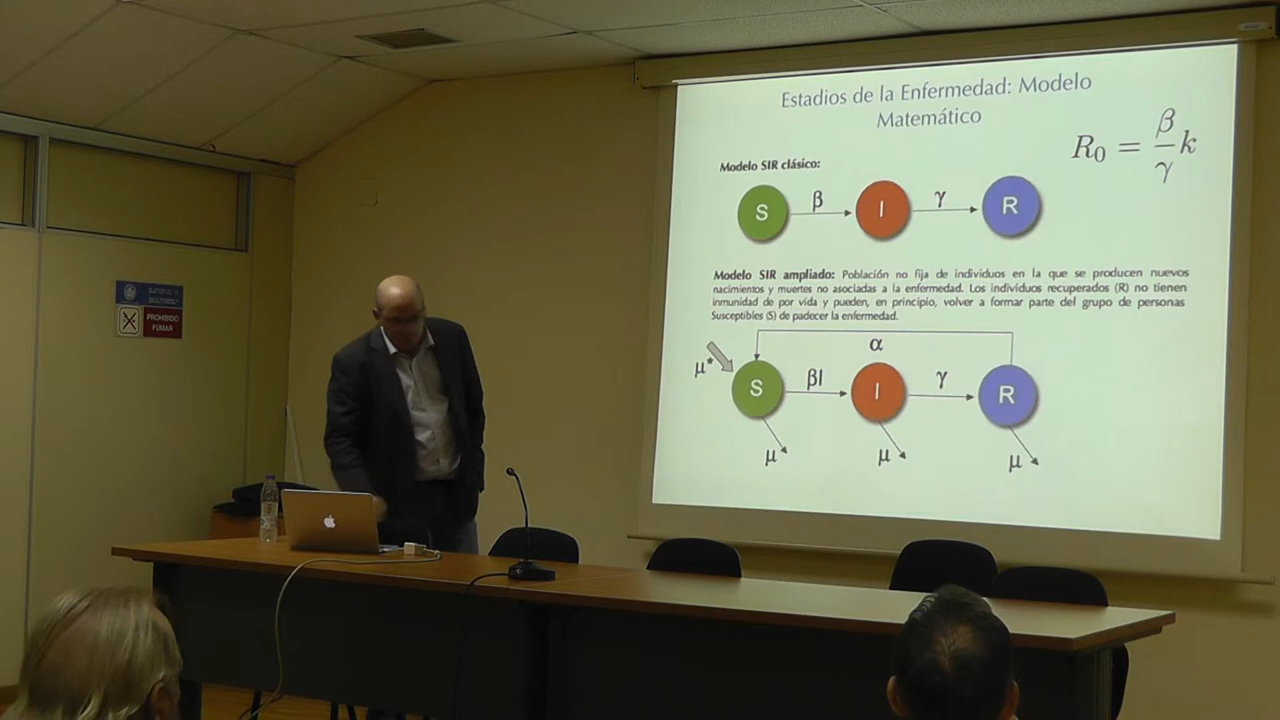 Estadios de la Enfermedad: Modelo
Matemático
R₀ = β/γ k
Modelo SIR clásico:
S β I γ R
Modelo SIR ampliado: Población no fija de individuos en la que se producen nuevos
nacimientos y muertes no asociadas a la enfermedad. Los individuos recuperados (R) no tienen
inmunidad de por vida y pueden, en principio, volver a formar parte del grupo de personas
Susceptibles (S) de padecer la enfermedad.
α
μ*
S βI I γ R
μ μ μ
PROHIBIDO
FUMAR